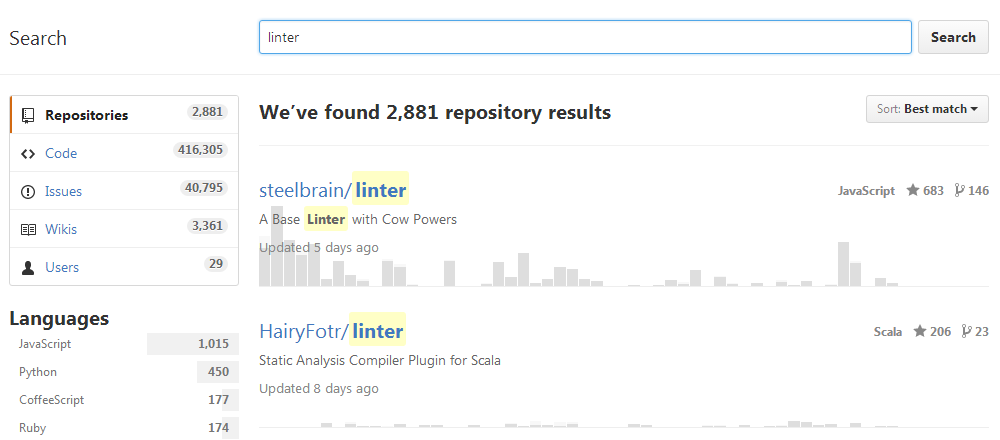 Search
linter
Search
Repositories 2,881
Code 416,305
Issues 40,795
Wikis 3,361
Users 29
Languages
JavaScript 1,015
Python 450
CoffeeScript 177
Ruby 174
We’ve found 2,881 repository results
Sort: Best match
steelbrain/linter
JavaScript 683 146
A Base Linter with Cow Powers
Updated 5 days ago
HairyFotr/linter
Scala 206 23
Static Analysis Compiler Plugin for Scala
Updated 8 days ago